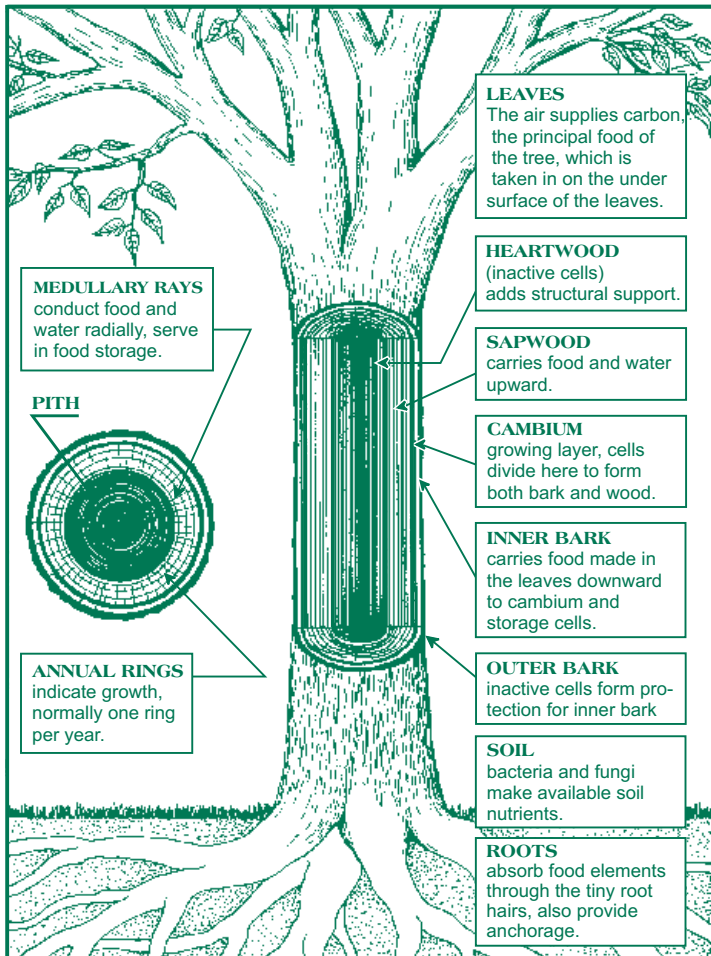 LEAVES
The air supplies carbon,
the principal food of
the tree, which is
taken in on the under
surface of the leaves.
HEARTWOOD
(inactive cells)
adds structural support.
MEDULLARY RAYS
conduct food and
water radially, serve
in food storage.
SAPWOOD
carries food and water
upward.
PITH
CAMBIUM
growing layer, cells
divide here to form
both bark and wood.
INNER BARK
carries food made in
the leaves downward
to cambium and
storage cells.
ANNUAL RINGS
indicate growth,
normally one ring
per year.
OUTER BARK
inactive cells form pro-
tection for inner bark
SOIL
bacteria and fungi
make available soil
nutrients.
ROOTS
absorb food elements
through the tiny root
hairs, also provide
anchorage.